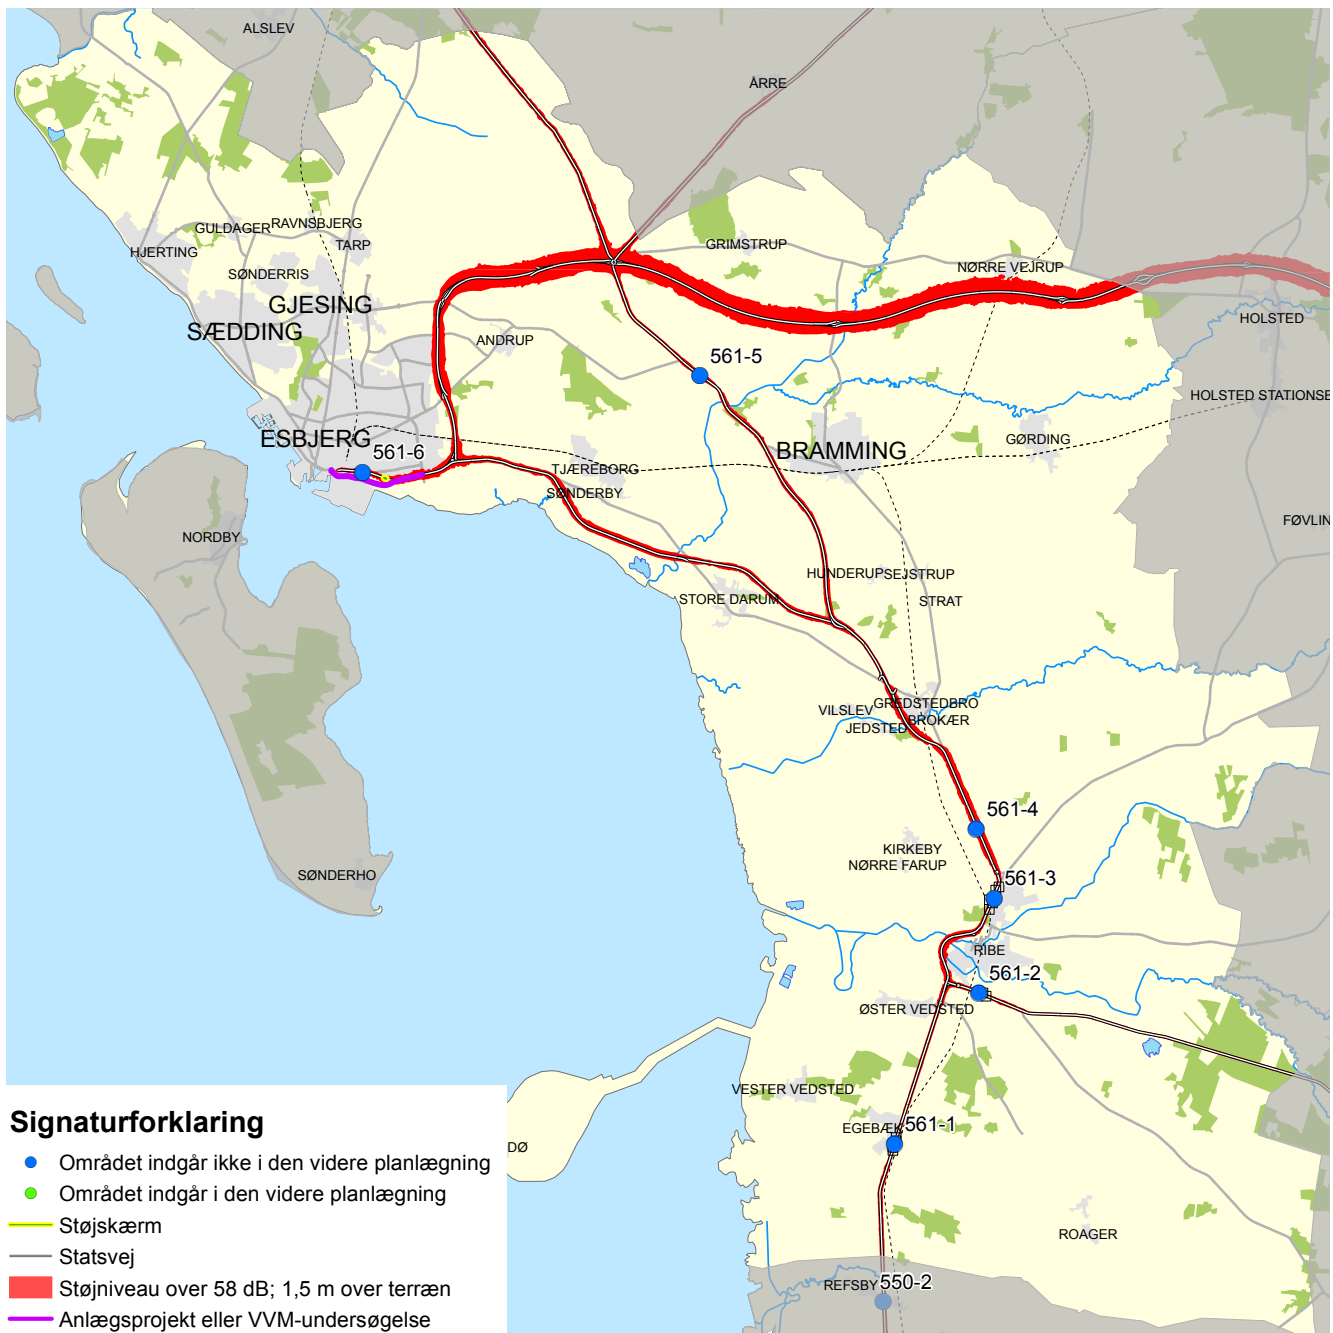 ALSLEV
ÅRRE
GULDAGER
RAVNSBJERG
TARP
HJERTING
GRIMSTRUP
SØNDERRIS
NØRRE VEJRUP
GJESING
SÆDDING
HOLSTED
ANDRUP
561-5
HOLSTED STATIONSB
ESBJERG
GØRDING
561-6
BRAMMING
TJÆREBORG
SØNDERBY
FØVLIN
NORDBY
HUNDERUP
SEJSTRUP
STORE DARUM
STRAT
VILSLEV
GREDSTEDBRO
BROKÆR
JEDSTED
561-4
KIRKEBY
NØRRE FARUP
SØNDERHO
561-3
RIBE
561-2
ØSTER VEDSTED
VESTER VEDSTED
EGEBÆK
561-1
DØ
ROAGER
REFSBY
550-2
Signaturforklaring
Området indgår ikke i den videre planlægning
Området indgår i den videre planlægning
Støjskærm
Statsvej
Støjniveau over 58 dB; 1,5 m over terræn
Anlægsprojekt eller VVM-undersøgelse